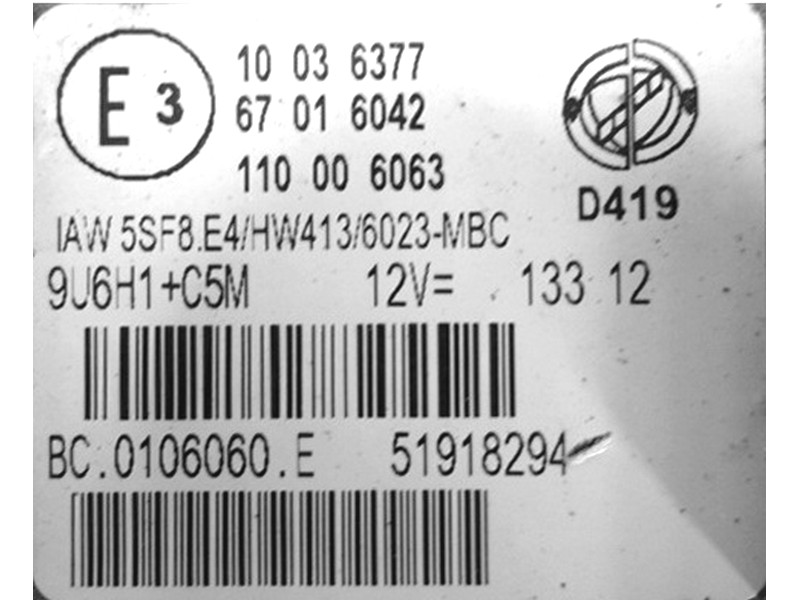 E 3
10 03 6377
67 01 6042
110 00 6063
D419
IAW 5SF8.E4/HW413/6023-MBC
9U6H1+C5M 12V= 133 12
BC.0106060.E 51918294